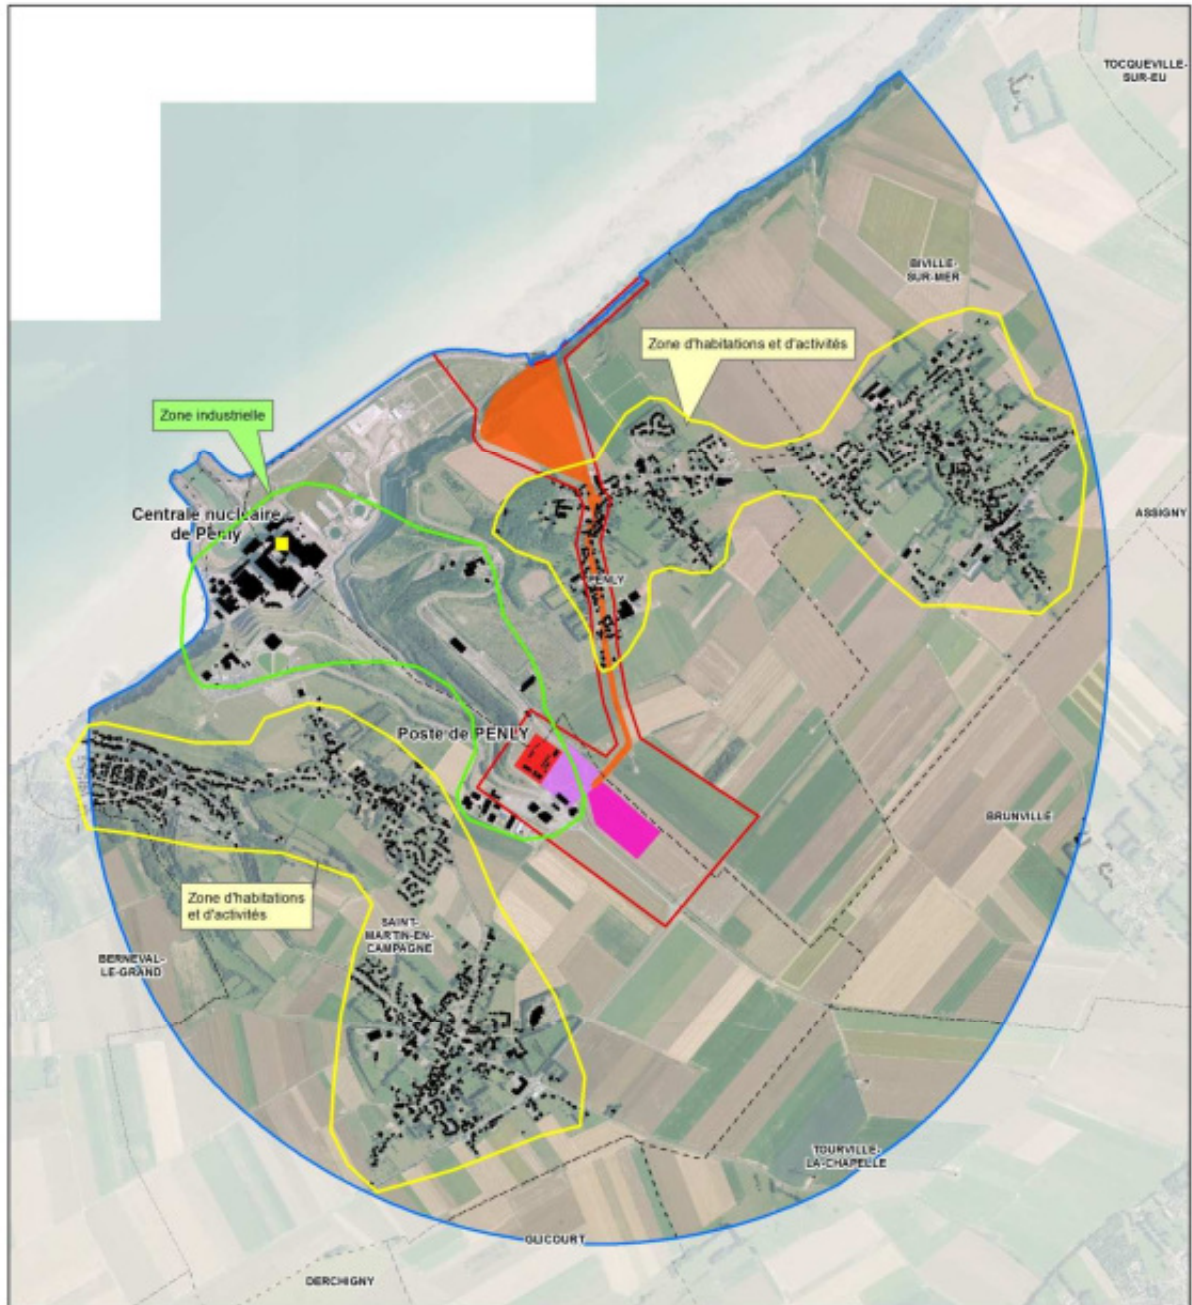 TOCQUEVILLE-
SUR-EU
BIVILLE-
SUR-MER
Zone d'habitations et d'activités
Zone industrielle
Centrale nucléaire
de Penly
ASSIGNY
PENLY
Poste de PENLY
BRUNVILLE
Zone d'habitations
et d'activités
SAINT-
MARTIN-EN-
CAMPAGNE
BERNEVAL-
LE-GRAND
TOURVILLE-
LA-CHAPELLE
GLICOURT
DERCHIGNY